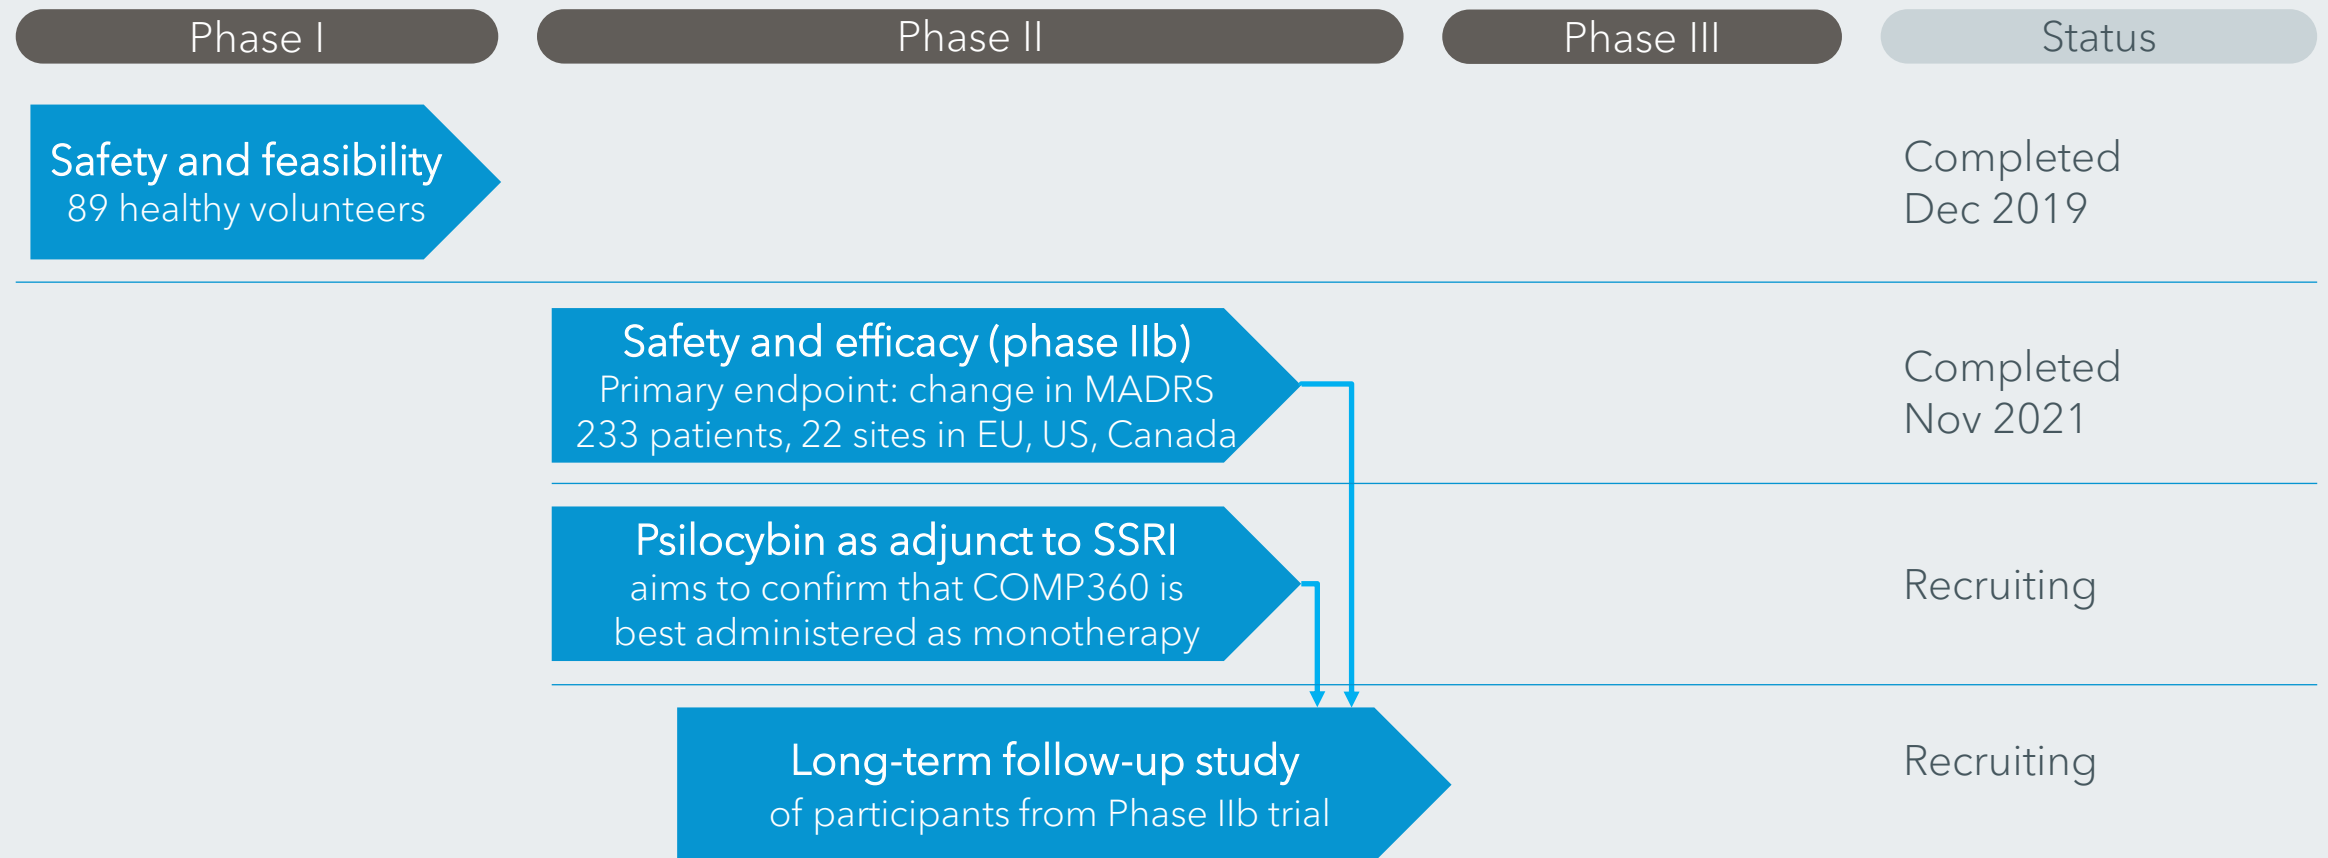 Phase I
Phase II
Phase III
Status
Safety and feasibility
89 healthy volunteers
Completed
Dec 2019
Safety and efficacy (phase IIb)
Primary endpoint: change in MADRS
233 patients, 22 sites in EU, US, Canada
Completed
Nov 2021
Psilocybin as adjunct to SSRI
aims to confirm that COMP360 is
best administered as monotherapy
Recruiting
Long-term follow-up study
of participants from Phase IIb trial
Recruiting